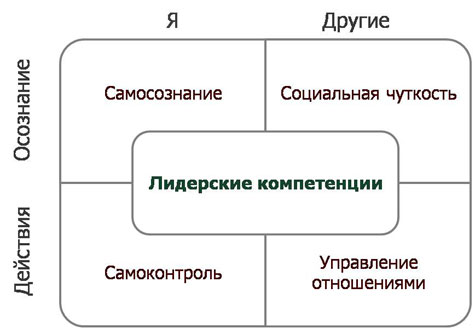 Я
Другие
Осознание
Самосознание
Социальная чуткость
Лидерские компетенции
Действия
Самоконтроль
Управление
отношениями